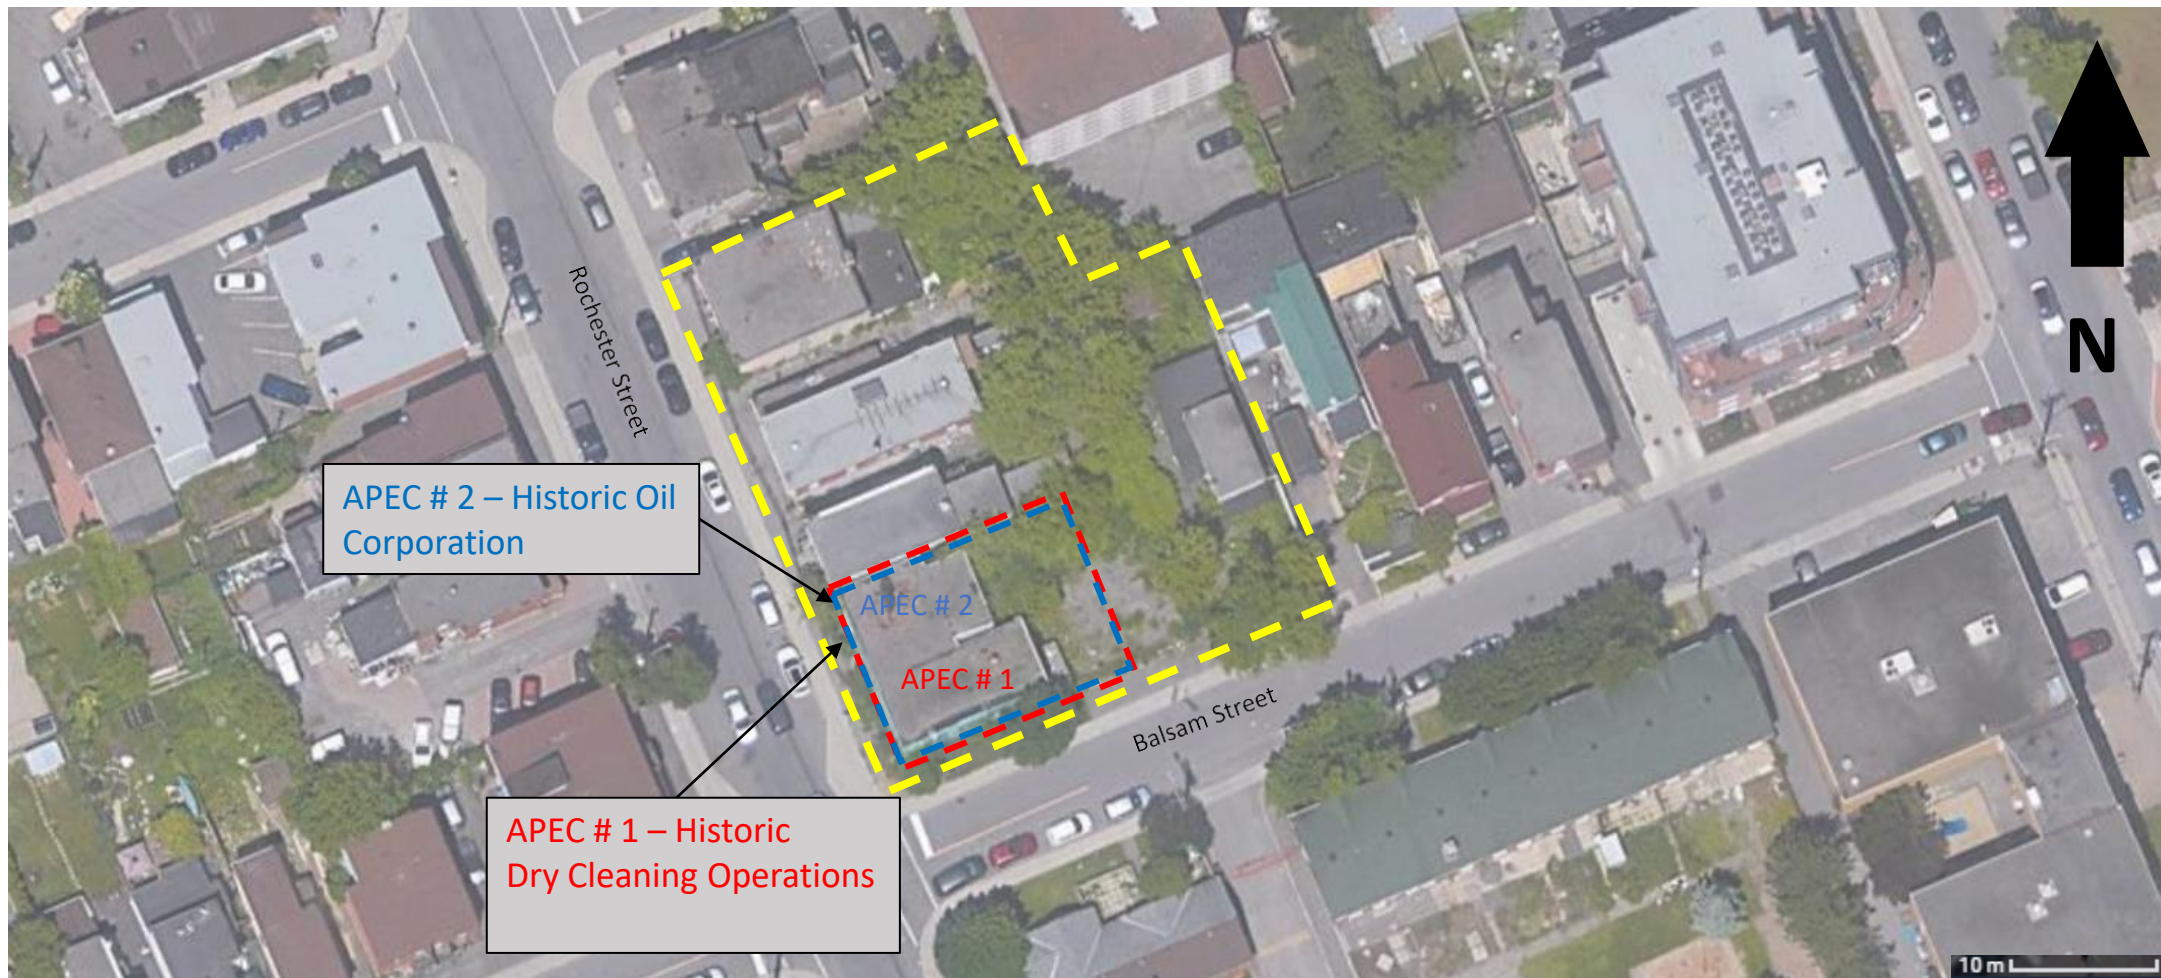 N
Rochester Street
APEC # 2 – Historic Oil
Corporation
APEC # 2
APEC # 1
Balsam Street
APEC # 1 – Historic
Dry Cleaning Operations
10 m